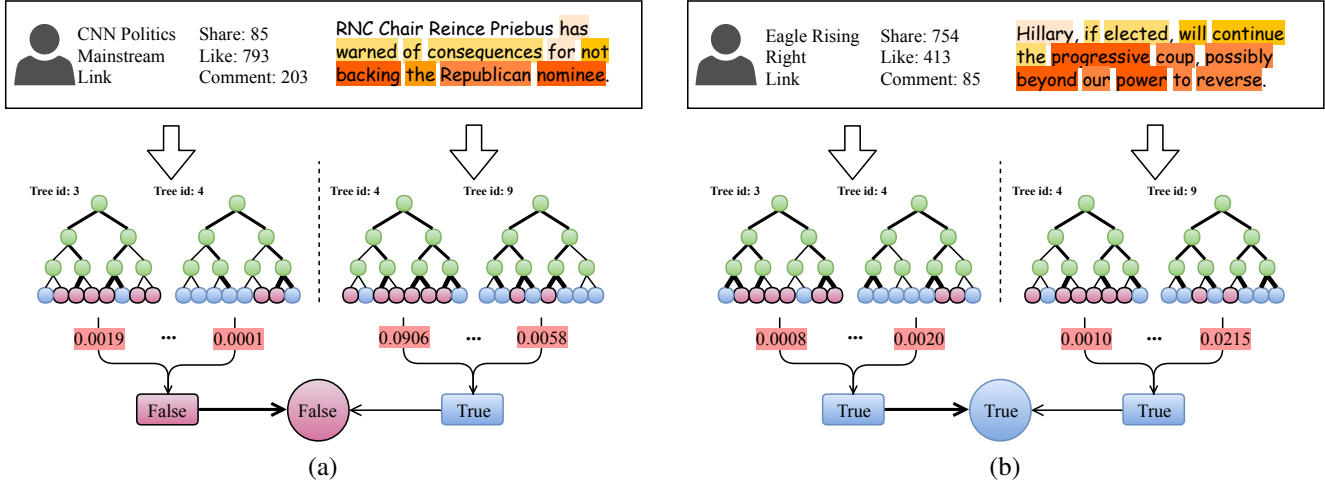 CNN Politics
Mainstream
Link
Share: 85
Like: 793
Comment: 203
RNC Chair Reince Priebus has
warned of consequences for not
backing the Republican nominee.
Tree id: 3
Tree id: 4
Tree id: 4
Tree id: 9
0.0019
...
0.0001
0.0906
...
0.0058
False
False
True
(a)
Eagle Rising
Right
Link
Share: 754
Like: 413
Comment: 85
Hillary, if elected, will continue
the progressive coup, possibly
beyond our power to reverse.
Tree id: 3
Tree id: 4
Tree id: 4
Tree id: 9
0.0008
...
0.0020
0.0010
...
0.0215
True
True
True
(b)